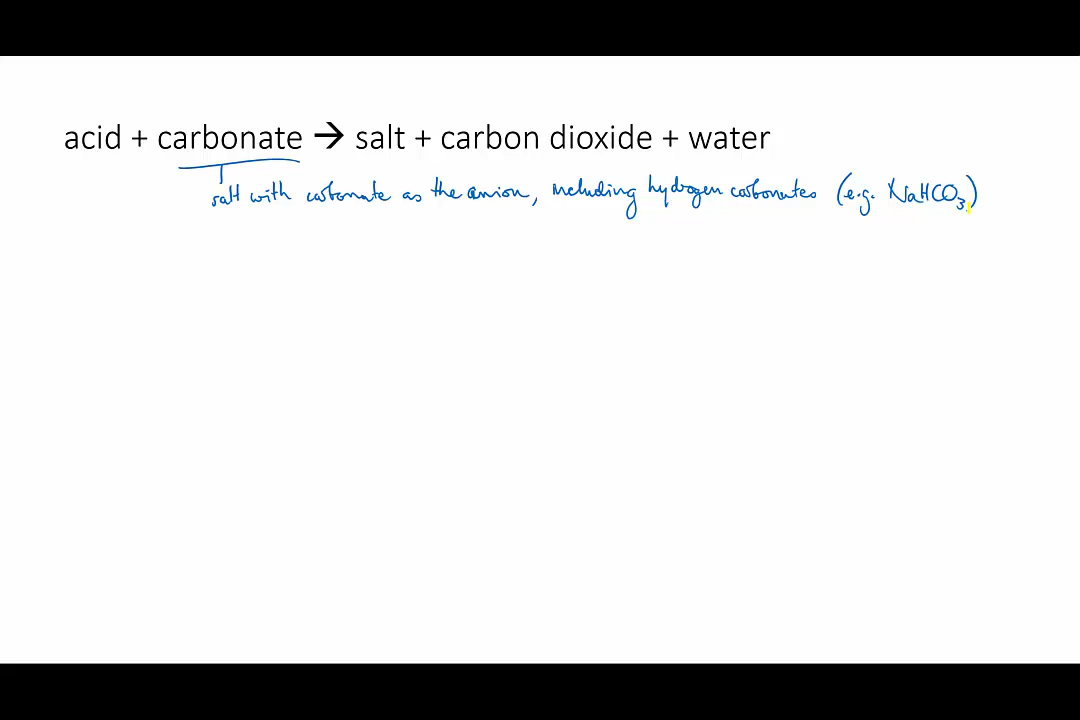 acid + carbonate → salt + carbon dioxide + water
salt with carbonate as the anion, including hydrogen carbonates (e.g. NaHCO₃)